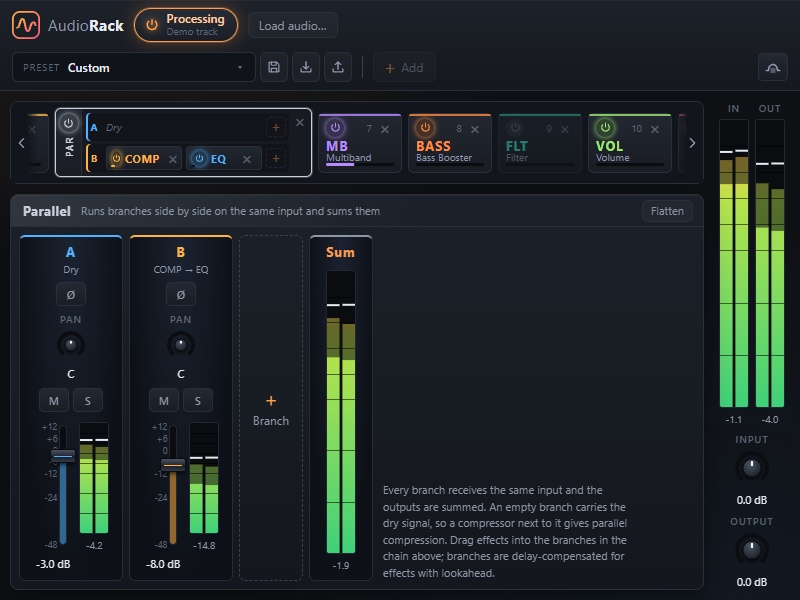 AudioRack
Processing
Demo track
Load audio...
PRESET Custom
+ Add
PAR
A Dry
B COMP EQ
MB 7
Multiband
BASS 8
Bass Booster
FLT 9
Filter
VOL 10
Volume
Parallel Runs branches side by side on the same input and sums them
Flatten
A
Dry
Ø
PAN
C
M S
+12
+6
0
-12
-24
-48
-4.2
-3.0 dB
B
COMP → EQ
Ø
PAN
C
M S
+12
+6
0
-12
-24
-48
-14.8
-8.0 dB
+
Branch
Sum
-1.9
Every branch receives the same input and the
outputs are summed. An empty branch carries the
dry signal, so a compressor next to it gives parallel
compression. Drag effects into the branches in the
chain above; branches are delay-compensated for
effects with lookahead.
IN OUT
-1.1 -4.0
INPUT
0.0 dB
OUTPUT
0.0 dB